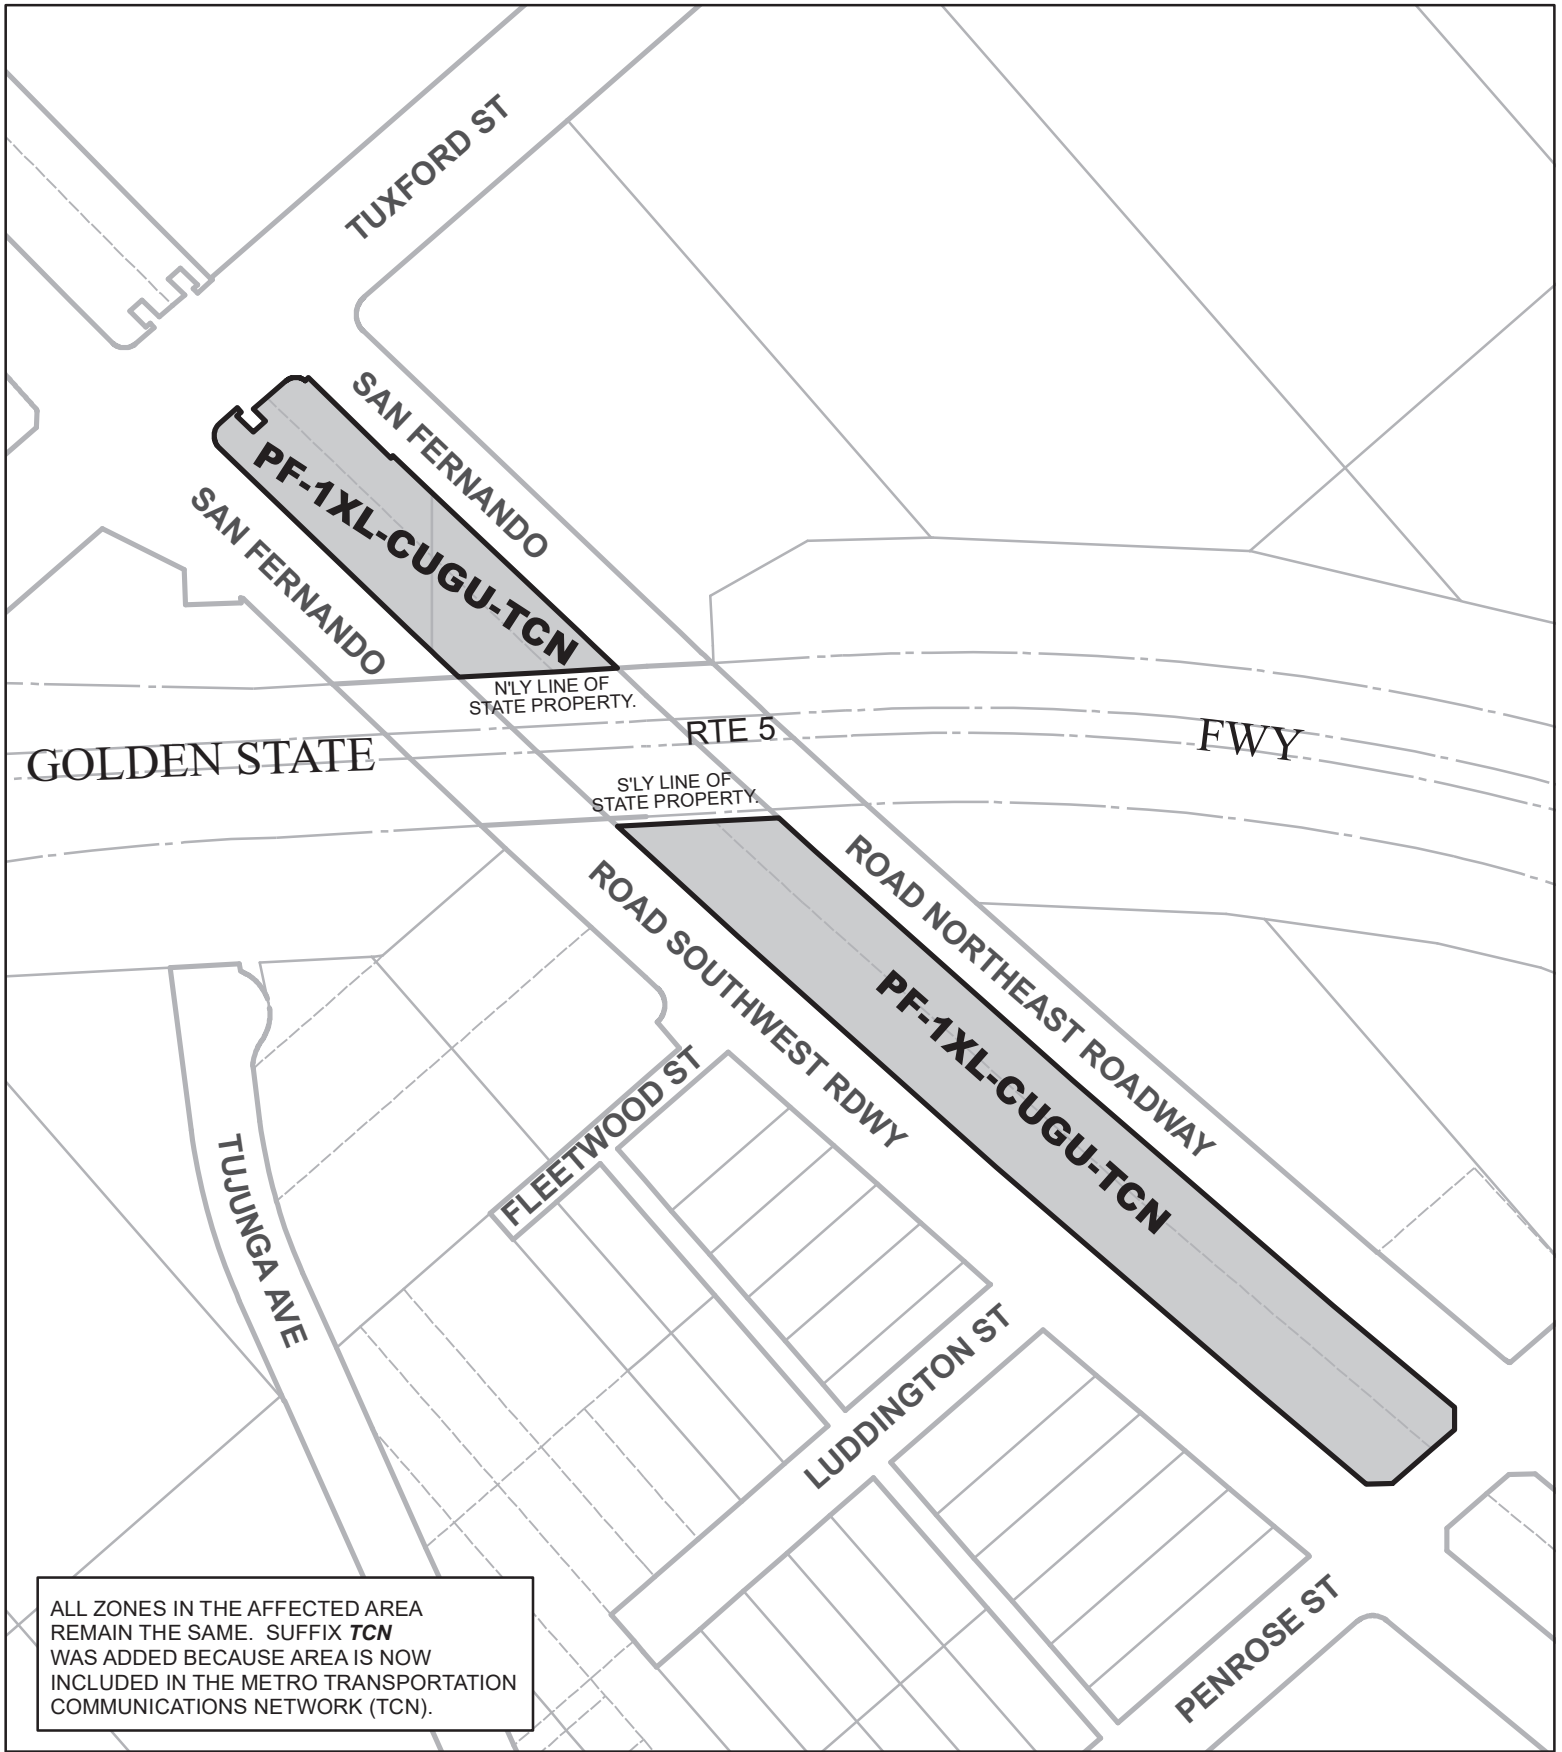 TUXFORD ST
SAN FERNANDO
PF-1XL-CUGU-TCN
SAN FERNANDO
N'LY LINE OF
STATE PROPERTY.
RTE 5
FWY
GOLDEN STATE
S'LY LINE OF
STATE PROPERTY.
ROAD NORTHEAST ROADWAY
ROAD SOUTHWEST RDWY
PF-1XL-CUGU-TCN
FLEETWOOD ST
TUJUNGA AVE
LUDDINGTON ST
PENROSE ST
ALL ZONES IN THE AFFECTED AREA
REMAIN THE SAME. SUFFIX TCN
WAS ADDED BECAUSE AREA IS NOW
INCLUDED IN THE METRO TRANSPORTATION
COMMUNICATIONS NETWORK (TCN).